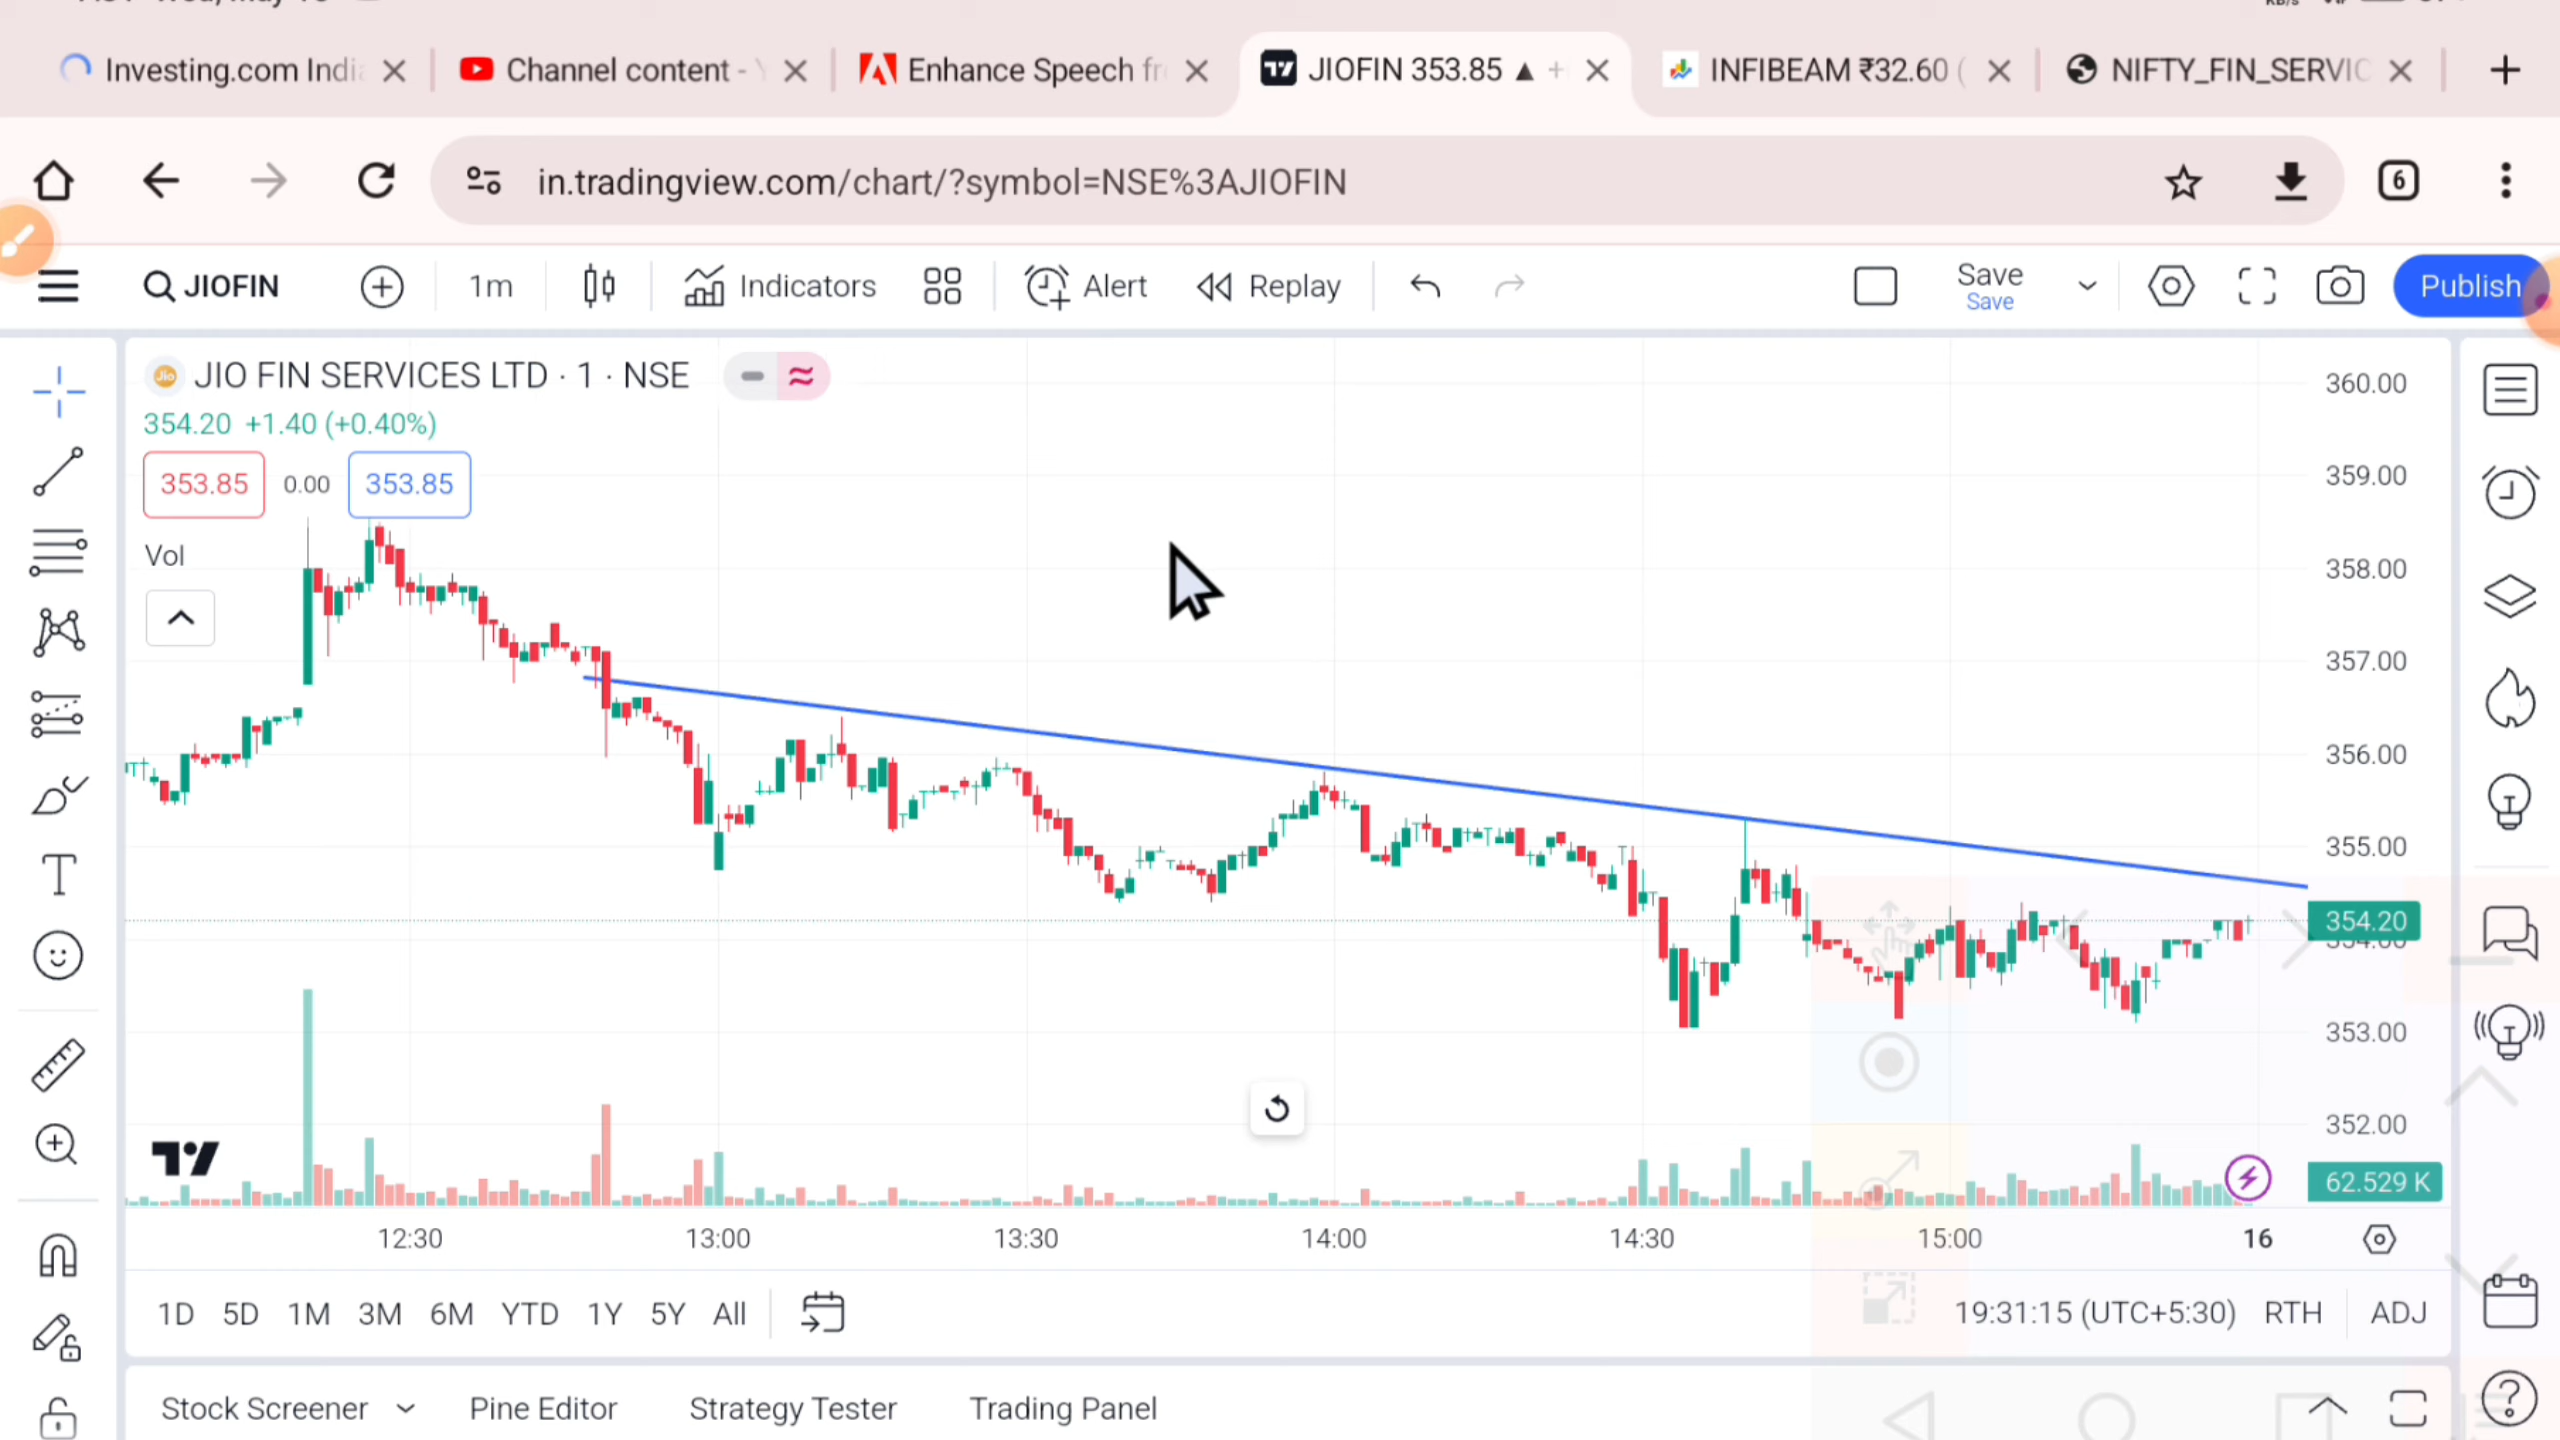 Investing.com Indi
Channel content -
Enhance Speech fr
JIOFIN 353.85 ▲ +
INFIBEAM ₹32.60 (
NIFTY_FIN_SERVIC
in.tradingview.com/chart/?symbol=NSE%3AJIOFIN
6
JIOFIN
1m
Indicators
Alert
Replay
Save
Save
Publish
JIO FIN SERVICES LTD · 1 · NSE
354.20 +1.40 (+0.40%)
353.85
0.00
353.85
Vol
360.00
359.00
358.00
357.00
356.00
355.00
354.20
353.00
352.00
62.529 K
12:30
13:00
13:30
14:00
14:30
15:00
16
1D 5D 1M 3M 6M YTD 1Y 5Y All
19:31:15 (UTC+5:30) RTH ADJ
Stock Screener
Pine Editor
Strategy Tester
Trading Panel